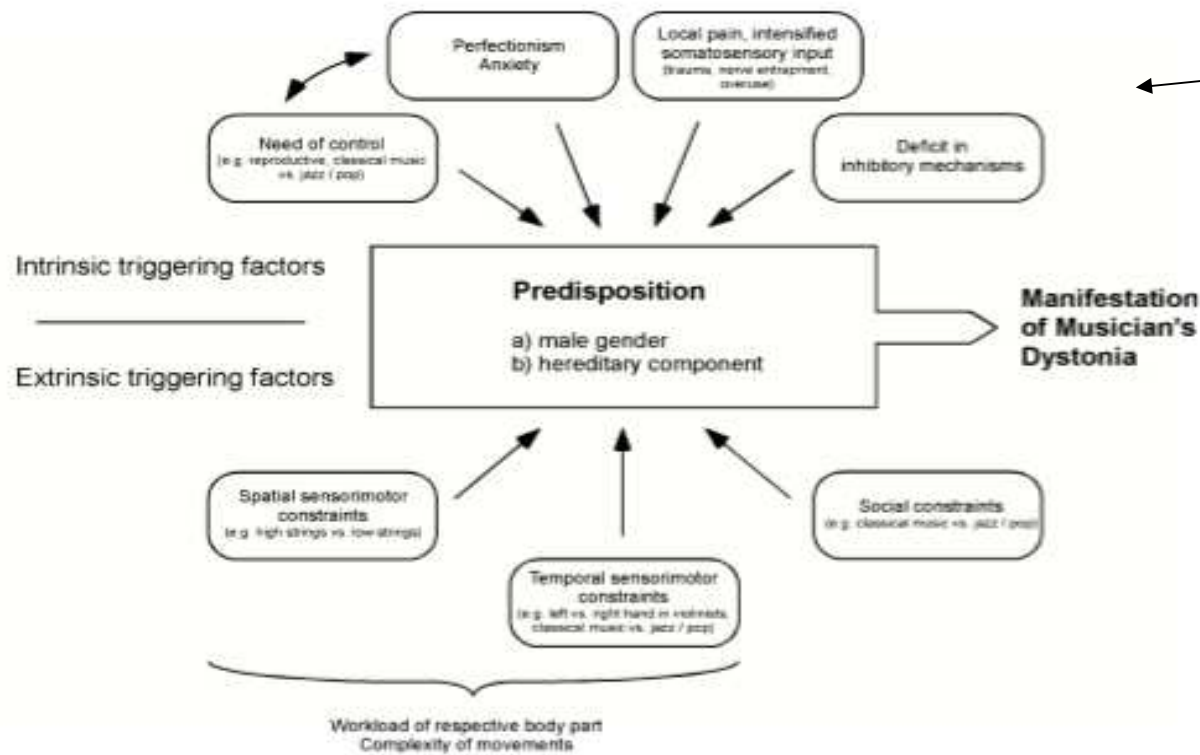 Perfectionism
Anxiety
Local pain, intensified
somatosensory input
(trauma, nerve entrapment,
overuse)
Need of control
(e.g. reproductive, classical music
vs. jazz / pop)
Deficit in
inhibitory mechanisms
Intrinsic triggering factors
Extrinsic triggering factors
Predisposition
a) male gender
b) hereditary component
Manifestation
of Musician's
Dystonia
Spatial sensorimotor
constraints
(e.g. high strings vs. low strings)
Temporal sensorimotor
constraints
(e.g. left vs. right hand in violinists,
classical music vs. jazz / pop)
Social constraints
(e.g. classical music vs. jazz / pop)
Workload of respective body part
Complexity of movements